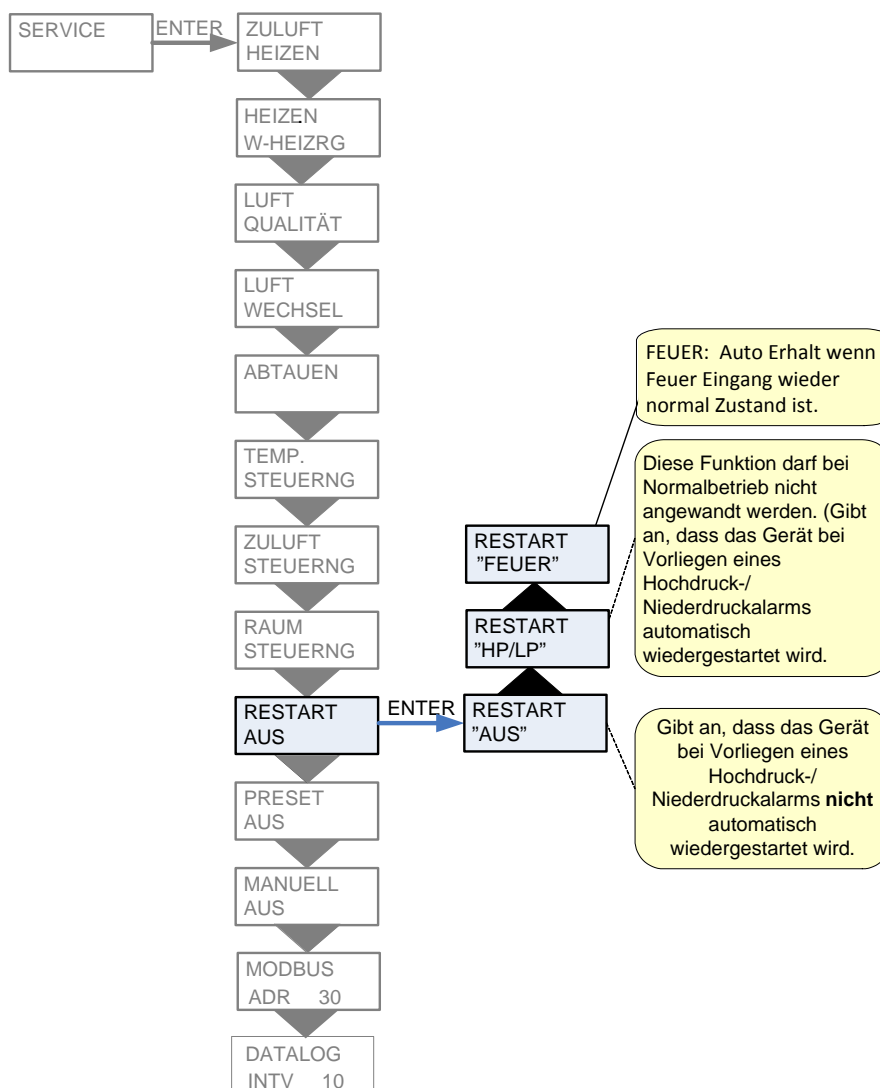 SERVICE
ENTER
ZULUFT
HEIZEN
HEIZEN
W-HEIZRG
LUFT
QUALITÄT
LUFT
WECHSEL
ABTAUEN
TEMP.
STEUERNG
ZULUFT
STEUERNG
RAUM
STEUERNG
RESTART
AUS
ENTER
RESTART
"AUS"
RESTART
"HP/LP"
RESTART
"FEUER"
FEUER: Auto Erhalt wenn
Feuer Eingang wieder
normal Zustand ist.
Diese Funktion darf bei
Normalbetrieb nicht
angewandt werden. (Gibt
an, dass das Gerät bei
Vorliegen eines
Hochdruck-/
Niederdruckalarms
automatisch
wiedergestartet wird.
Gibt an, dass das Gerät
bei Vorliegen eines
Hochdruck-/
Niederdruckalarms nicht
automatisch
wiedergestartet wird.
PRESET
AUS
MANUELL
AUS
MODBUS
ADR 30
DATALOG
INTV 10